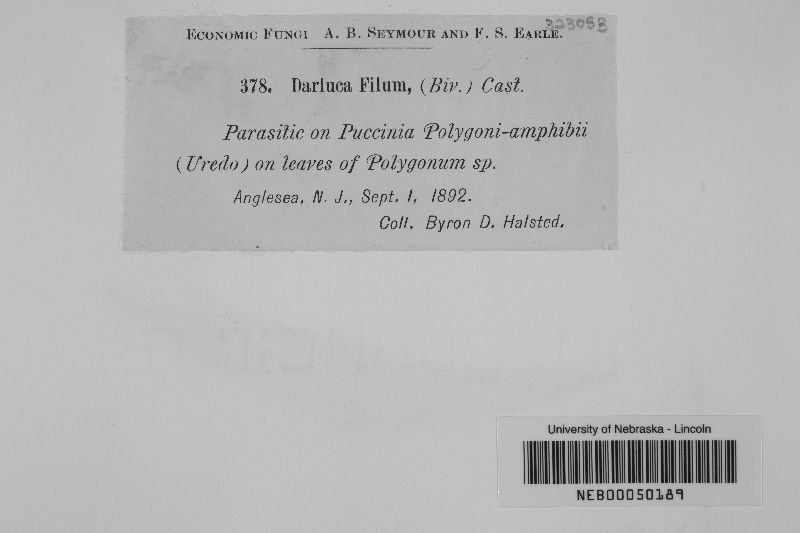 323088
Economic Fungi A. B. Seymour and F. S. Earle.
378. Darluca Filum, (Biv.) Cast.
Parasitic on Puccinia Polygoni-amphibii
(Uredo) on leaves of Polygonum sp.
Anglesea, N. J., Sept. 1, 1892.
Coll. Byron D. Halsted.
University of Nebraska - Lincoln
NEB00050189